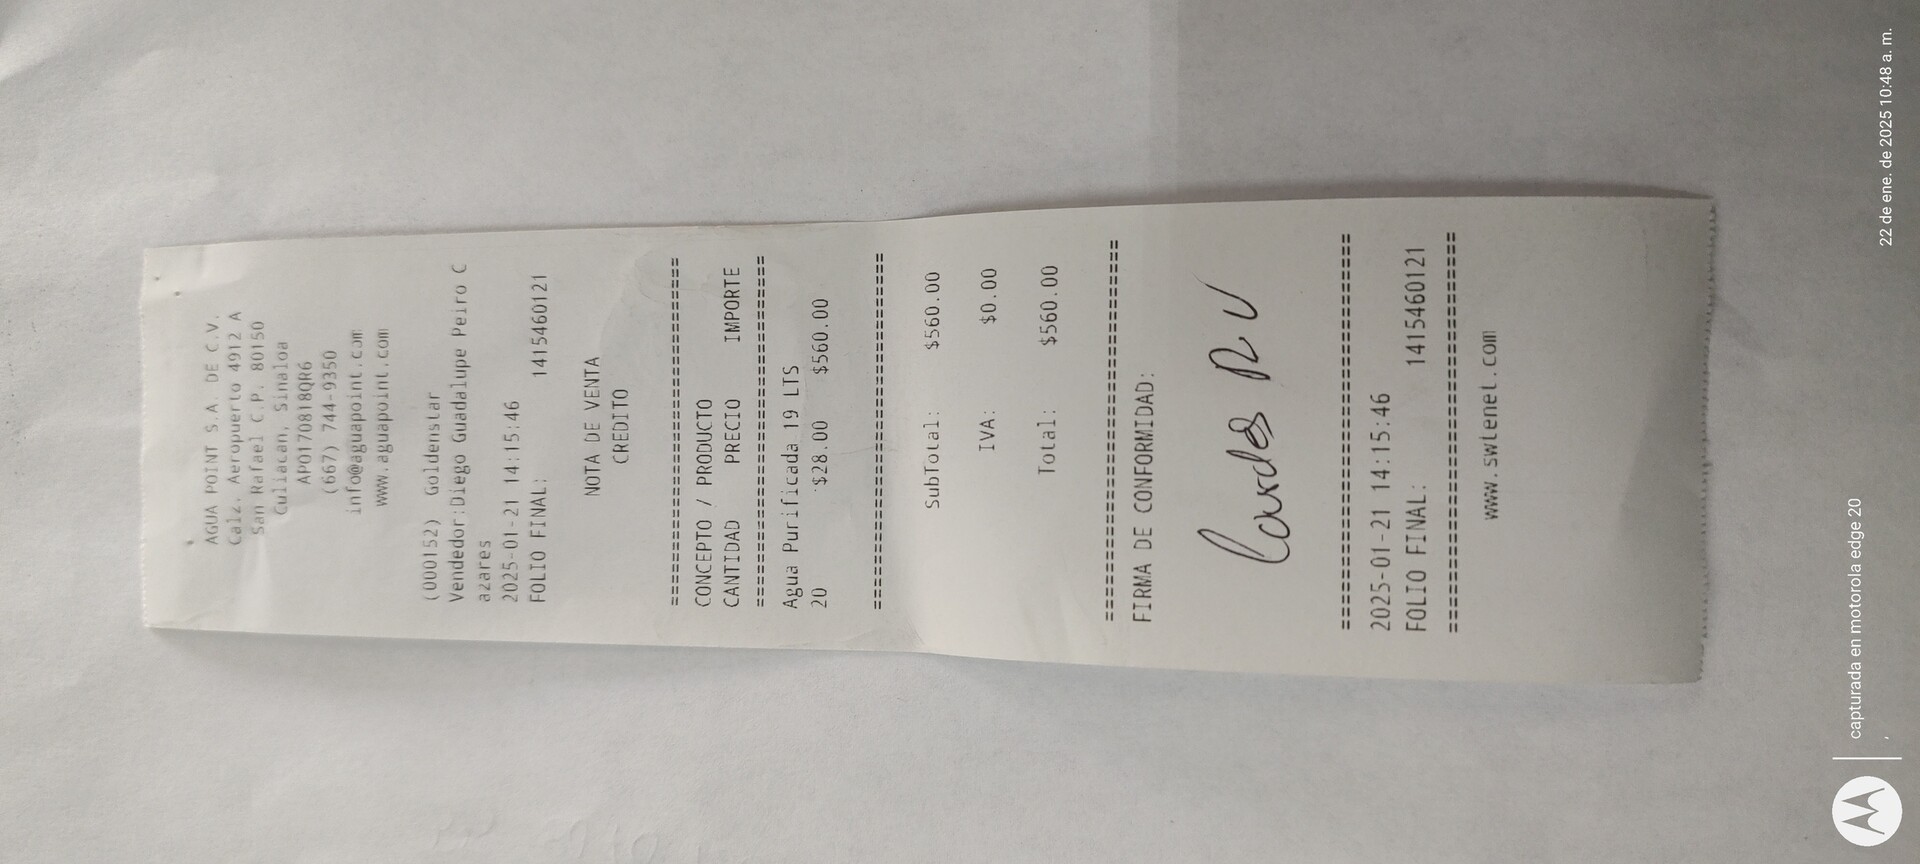 AGUA POINT S.A. DE C.V.
Calz. Aeropuerto 4912 A
San Rafael C.P. 80150
Culiacan, Sinaloa
APO170818QR6
(667) 744-9350
info@aguapoint.com
www.aguapoint.com
(000152) Goldenstar
Vendedor:Diego Guadalupe Peiro C
azares
2025-01-21 14:15:46
FOLIO FINAL: 1415460121
NOTA DE VENTA
CREDITO
================================
CONCEPTO / PRODUCTO
CANTIDAD PRECIO IMPORTE
================================
Agua Purificada 19 LTS
20 $28.00 $560.00
================================
SubTotal: $560.00
IVA: $0.00
Total: $560.00
================================
FIRMA DE CONFORMIDAD:
================================
2025-01-21 14:15:46
FOLIO FINAL: 1415460121
================================
www.swtenet.com
capturada en motorola edge 20
22 de ene. de 2025 10:48 a. m.